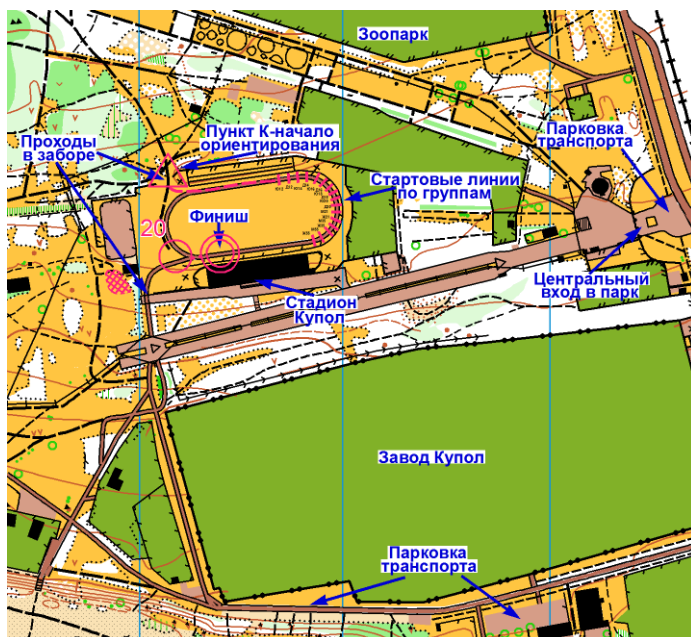 Зоопарк
Пункт К-начало
ориентирования
Парковка
транспорта
Проходы
в заборе
Стартовые линии
по группам
Финиш
20
Центральный
вход в парк
Стадион
Купол
Завод Купол
Парковка
транспорта